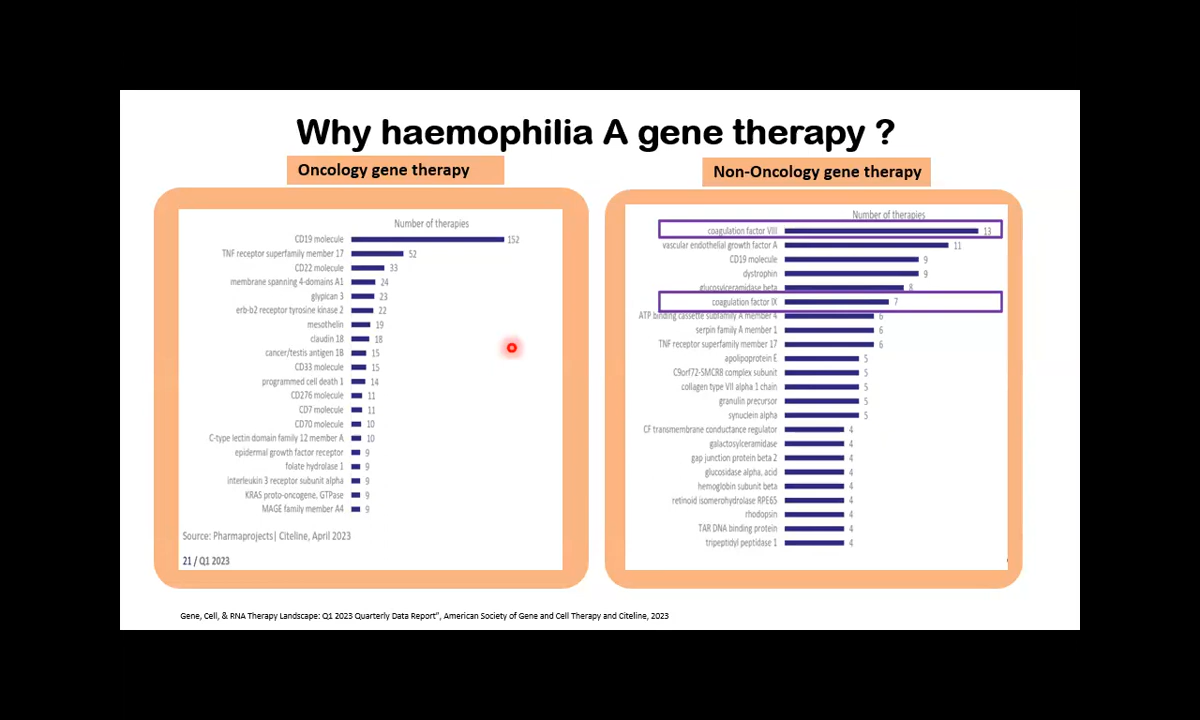 Why haemophilia A gene therapy ?
Oncology gene therapy
Number of therapies
CD19 molecule 152
TNF receptor superfamily member 17 52
CD22 molecule 33
membrane spanning 4-domains A1 24
glypican 3 23
erb-b2 receptor tyrosine kinase 2 22
mesothelin 19
claudin 18 18
cancer/testis antigen 1B 15
CD33 molecule 15
programmed cell death 1 14
CD276 molecule 11
CD7 molecule 11
CD70 molecule 10
C-type lectin domain family 12 member A 10
epidermal growth factor receptor 9
folate hydrolase 1 9
interleukin 3 receptor subunit alpha 9
KRAS proto-oncogene, GTPase 9
MAGE family member A4 9
Source: Pharmaprojects| Citeline, April 2023
21 / Q1 2023
Non-Oncology gene therapy
Number of therapies
coagulation factor VIII 13
vascular endothelial growth factor A 11
CD19 molecule 9
dystrophin 9
glucosylceramidase beta 8
coagulation factor IX 7
ATP binding cassette subfamily A member 4 6
serpin family A member 1 6
TNF receptor superfamily member 17 6
apolipoprotein E 5
C9orf72-SMCR8 complex subunit 5
collagen type VII alpha 1 chain 5
granulin precursor 5
synuclein alpha 5
CF transmembrane conductance regulator 4
galactosylceramidase 4
gap junction protein beta 2 4
glucosidase alpha, acid 4
hemoglobin subunit beta 4
retinoid isomerohydrolase RPE65 4
rhodopsin 4
TAR DNA binding protein 4
tripeptidyl peptidase 1 4
Gene, Cell, & RNA Therapy Landscape: Q1 2023 Quarterly Data Report", American Society of Gene and Cell Therapy and Citeline, 2023